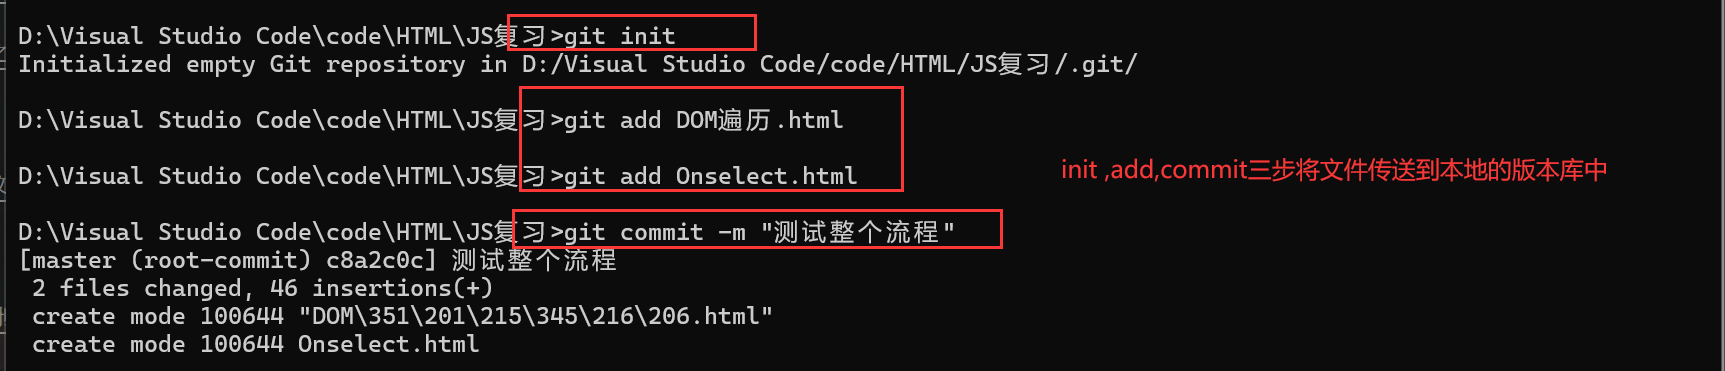 D:\Visual Studio Code\code\HTML\JS复习>git init
Initialized empty Git repository in D:/Visual Studio Code/code/HTML/JS复习/.git/
D:\Visual Studio Code\code\HTML\JS复习>git add DOM遍历.html
D:\Visual Studio Code\code\HTML\JS复习>git add Onselect.html
init ,add,commit三步将文件传送到本地的版本库中
D:\Visual Studio Code\code\HTML\JS复习>git commit -m "测试整个流程"
[master (root-commit) c8a2c0c] 测试整个流程
2 files changed, 46 insertions(+)
create mode 100644 "DOM\351\201\215\345\216\206.html"
create mode 100644 Onselect.html